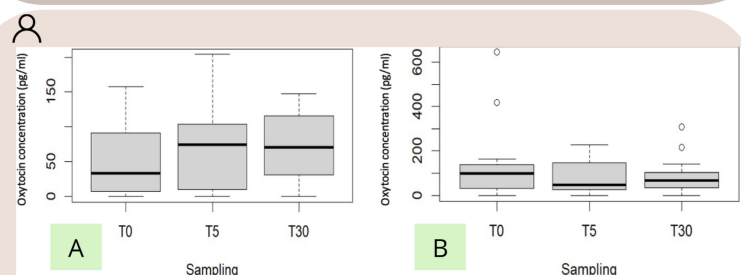 Oxytocin concentration (pg/ml)
150
50
0
T0
T5
T30
A
Sampling
Oxytocin concentration (pg/ml)
600
400
200
0
T0
T5
T30
B
Sampling